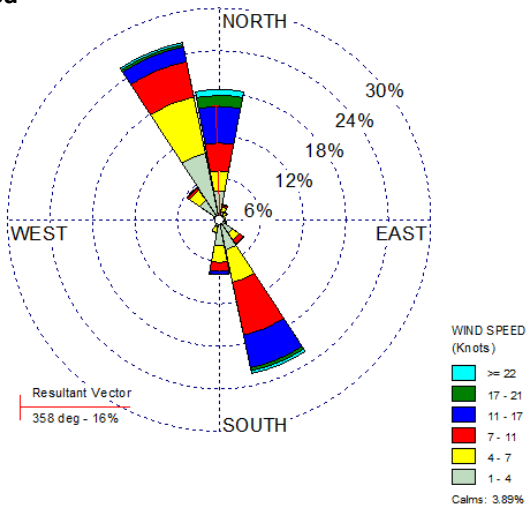 NORTH
30%
24%
18%
12%
6%
WEST
EAST
SOUTH
Resultant Vector
358 deg - 16%
WIND SPEED
(Knots)
>= 22
17 - 21
11 - 17
7 - 11
4 - 7
1 - 4
Calms: 3.89%